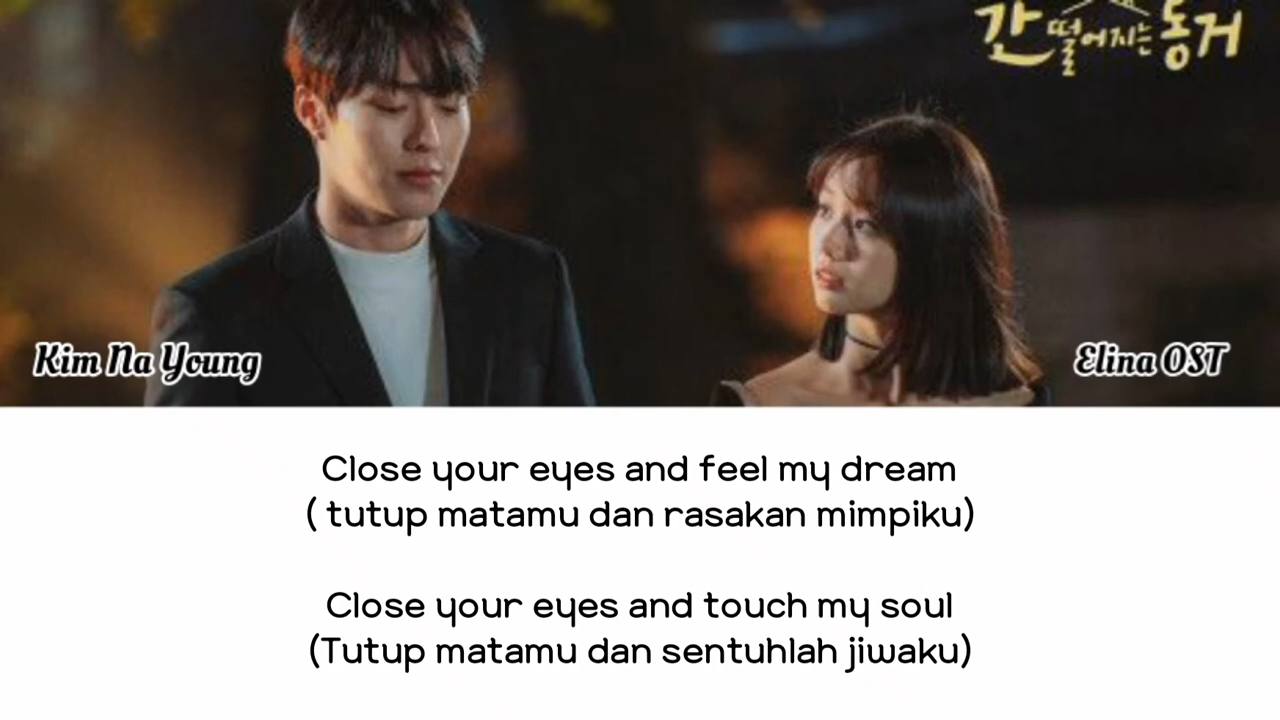 간 떨어지는 동거
Kim Na Young
Elina OST
Close your eyes and feel my dream
( tutup matamu dan rasakan mimpiku)
Close your eyes and touch my soul
(Tutup matamu dan sentuhlah jiwaku)